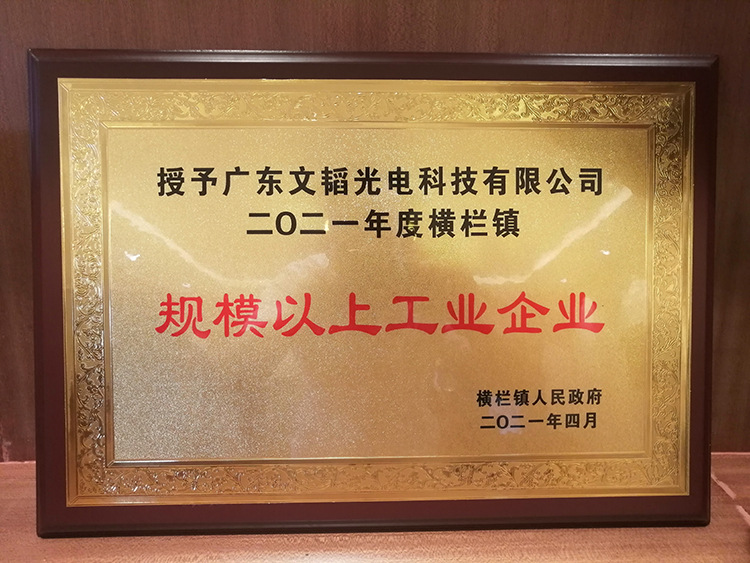 授予广东文韬光电科技有限公司
二〇二一年度横栏镇
规模以上工业企业
横栏镇人民政府
二〇二一年四月